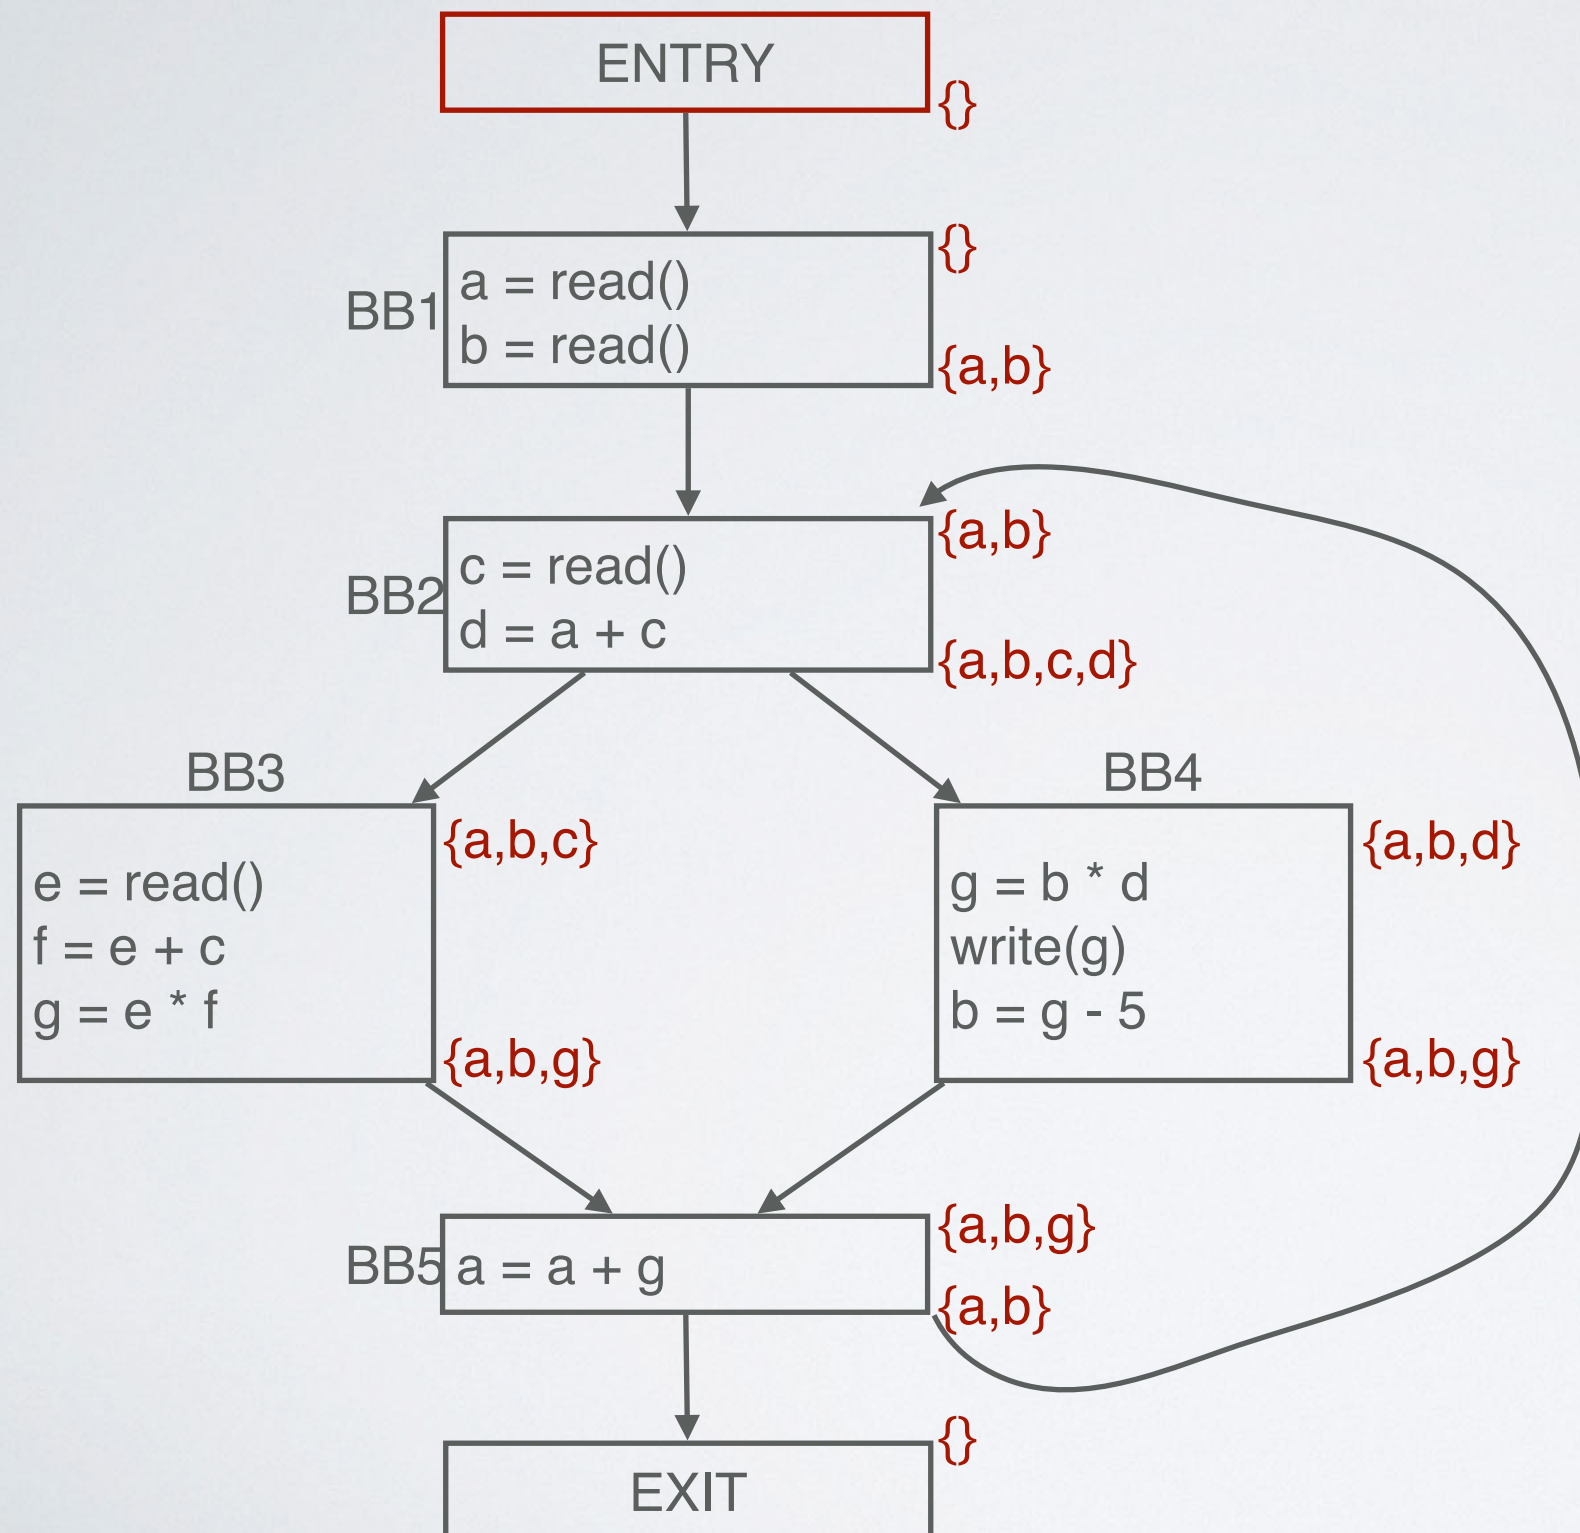 ENTRY
{}
{}
BB1
a = read()
b = read()
{a,b}
{a,b}
BB2
c = read()
d = a + c
{a,b,c,d}
BB3
{a,b,c}
e = read()
f = e + c
g = e * f
{a,b,g}
BB4
{a,b,d}
g = b * d
write(g)
b = g - 5
{a,b,g}
{a,b,g}
BB5
a = a + g
{a,b}
{}
EXIT